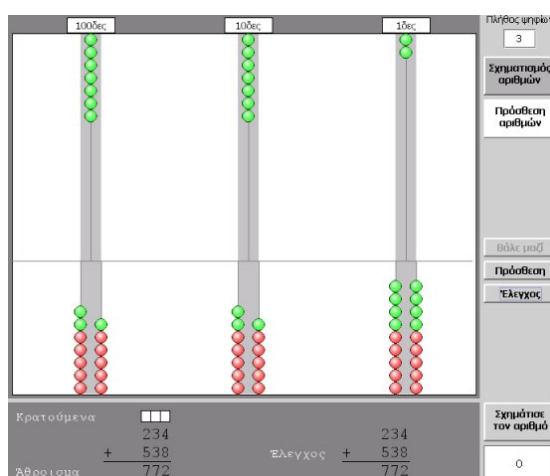 100δες 10δες 1δες
Πλήθος ψηφίων
3
Σχηματισμός
αριθμών
Πρόσθεση
αριθμών
Βάλε μαζί
Πρόσθεση
Έλεγχος
Κρατούμενα
234 234
+ 538 Έλεγχος + 538
Άθροισμα 772 772
Σχημάτισε
τον αριθμό
0